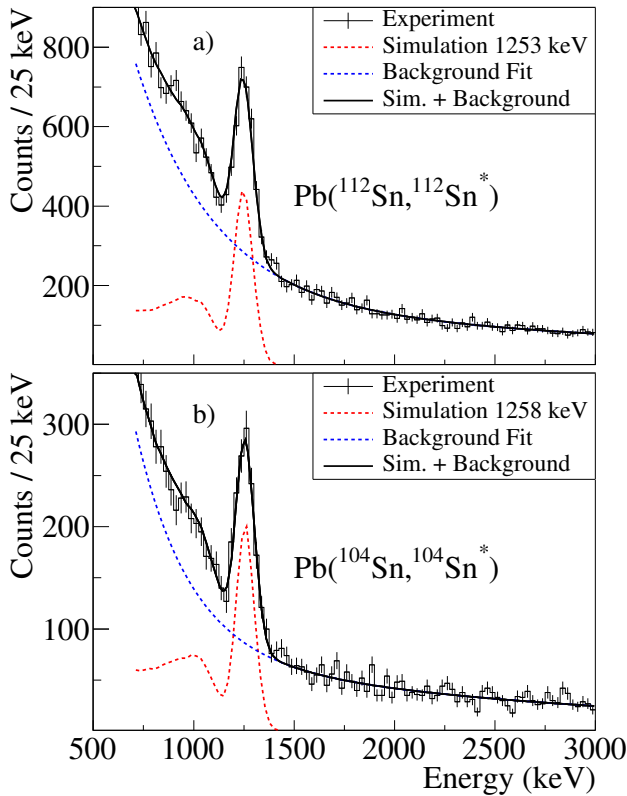 Counts / 25 keV
800
600
400
200
a)
Experiment
Simulation 1253 keV
Background Fit
Sim. + Background
Pb(¹¹²Sn,¹¹²Sn*)
Counts / 25 keV
300
200
100
b)
Experiment
Simulation 1258 keV
Background Fit
Sim. + Background
Pb(¹⁰⁴Sn,¹⁰⁴Sn*)
500 1000 1500 2000 2500 3000
Energy (keV)